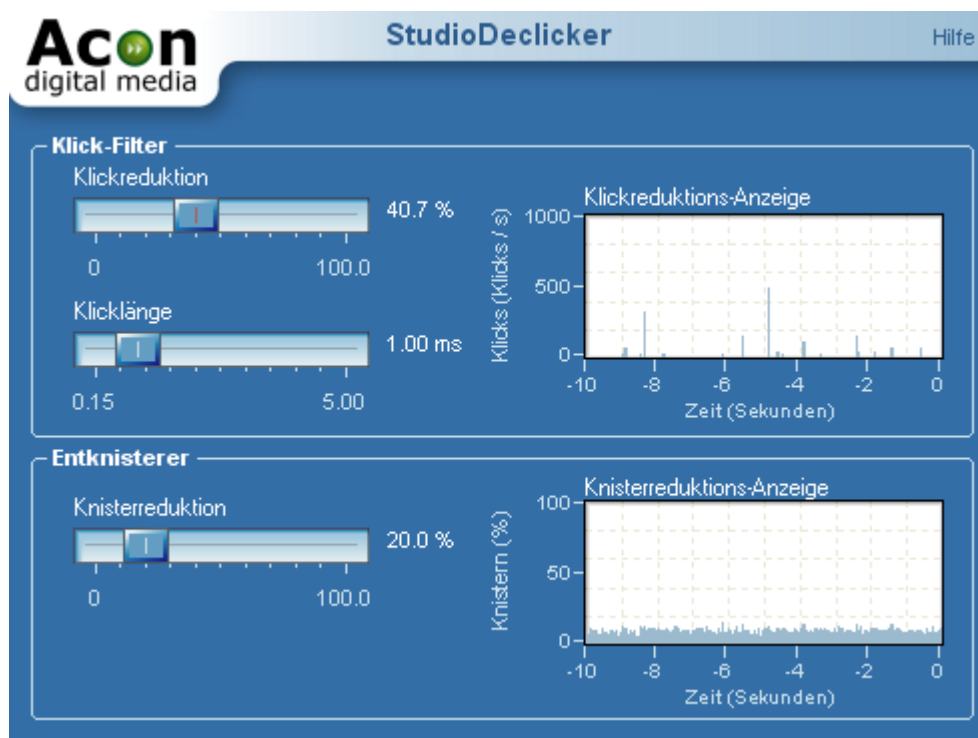 Acon
digital media
StudioDeclicker
Hilfe
Klick-Filter
Klickreduktion
40.7 %
0
100.0
Klicklänge
1.00 ms
0.15
5.00
Klickreduktions-Anzeige
Klicks (Klicks / s)
1000
500
0
-10 -8 -6 -4 -2 0
Zeit (Sekunden)
Entknisterer
Knisterreduktion
20.0 %
0
100.0
Knisterreduktions-Anzeige
Knistern (%)
100
50
0
-10 -8 -6 -4 -2 0
Zeit (Sekunden)